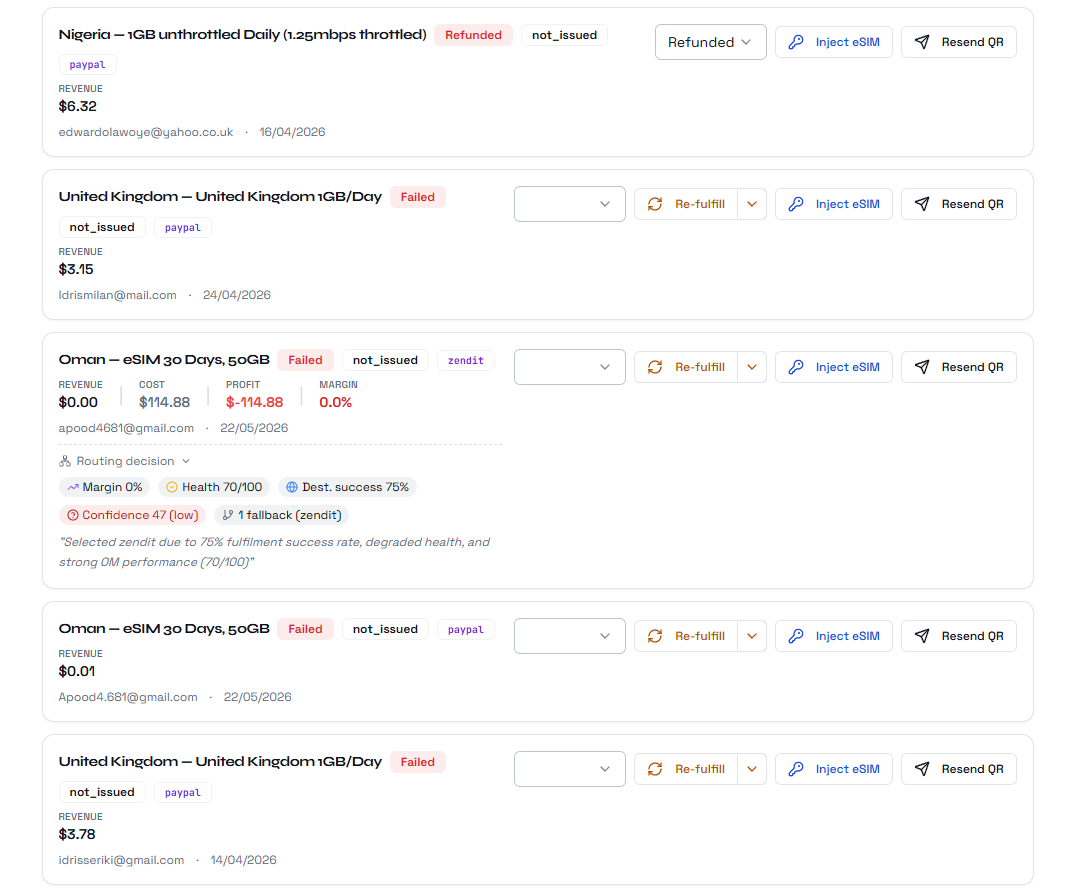 Nigeria — 1GB unthrottled Daily (1.25mbps throttled) Refunded not_issued Refunded Inject eSIM Resend QR
paypal
REVENUE
$6.32
edwardolawoye@yahoo.co.uk · 16/04/2026
United Kingdom — United Kingdom 1GB/Day Failed Re-fulfill Inject eSIM Resend QR
not_issued paypal
REVENUE
$3.15
Idrismilan@mail.com · 24/04/2026
Oman — eSIM 30 Days, 50GB Failed not_issued zendit Re-fulfill Inject eSIM Resend QR
REVENUE COST PROFIT MARGIN
$0.00 $114.88 $-114.88 0.0%
apood4681@gmail.com · 22/05/2026
Routing decision
Margin 0% Health 70/100 Dest. success 75%
Confidence 47 (low) 1 fallback (zendit)
"Selected zendit due to 75% fulfilment success rate, degraded health, and
strong OM performance (70/100)"
Oman — eSIM 30 Days, 50GB Failed not_issued paypal Re-fulfill Inject eSIM Resend QR
REVENUE
$0.01
Apood4.681@gmail.com · 22/05/2026
United Kingdom — United Kingdom 1GB/Day Failed Re-fulfill Inject eSIM Resend QR
not_issued paypal
REVENUE
$3.78
idrisseriki@gmail.com · 14/04/2026